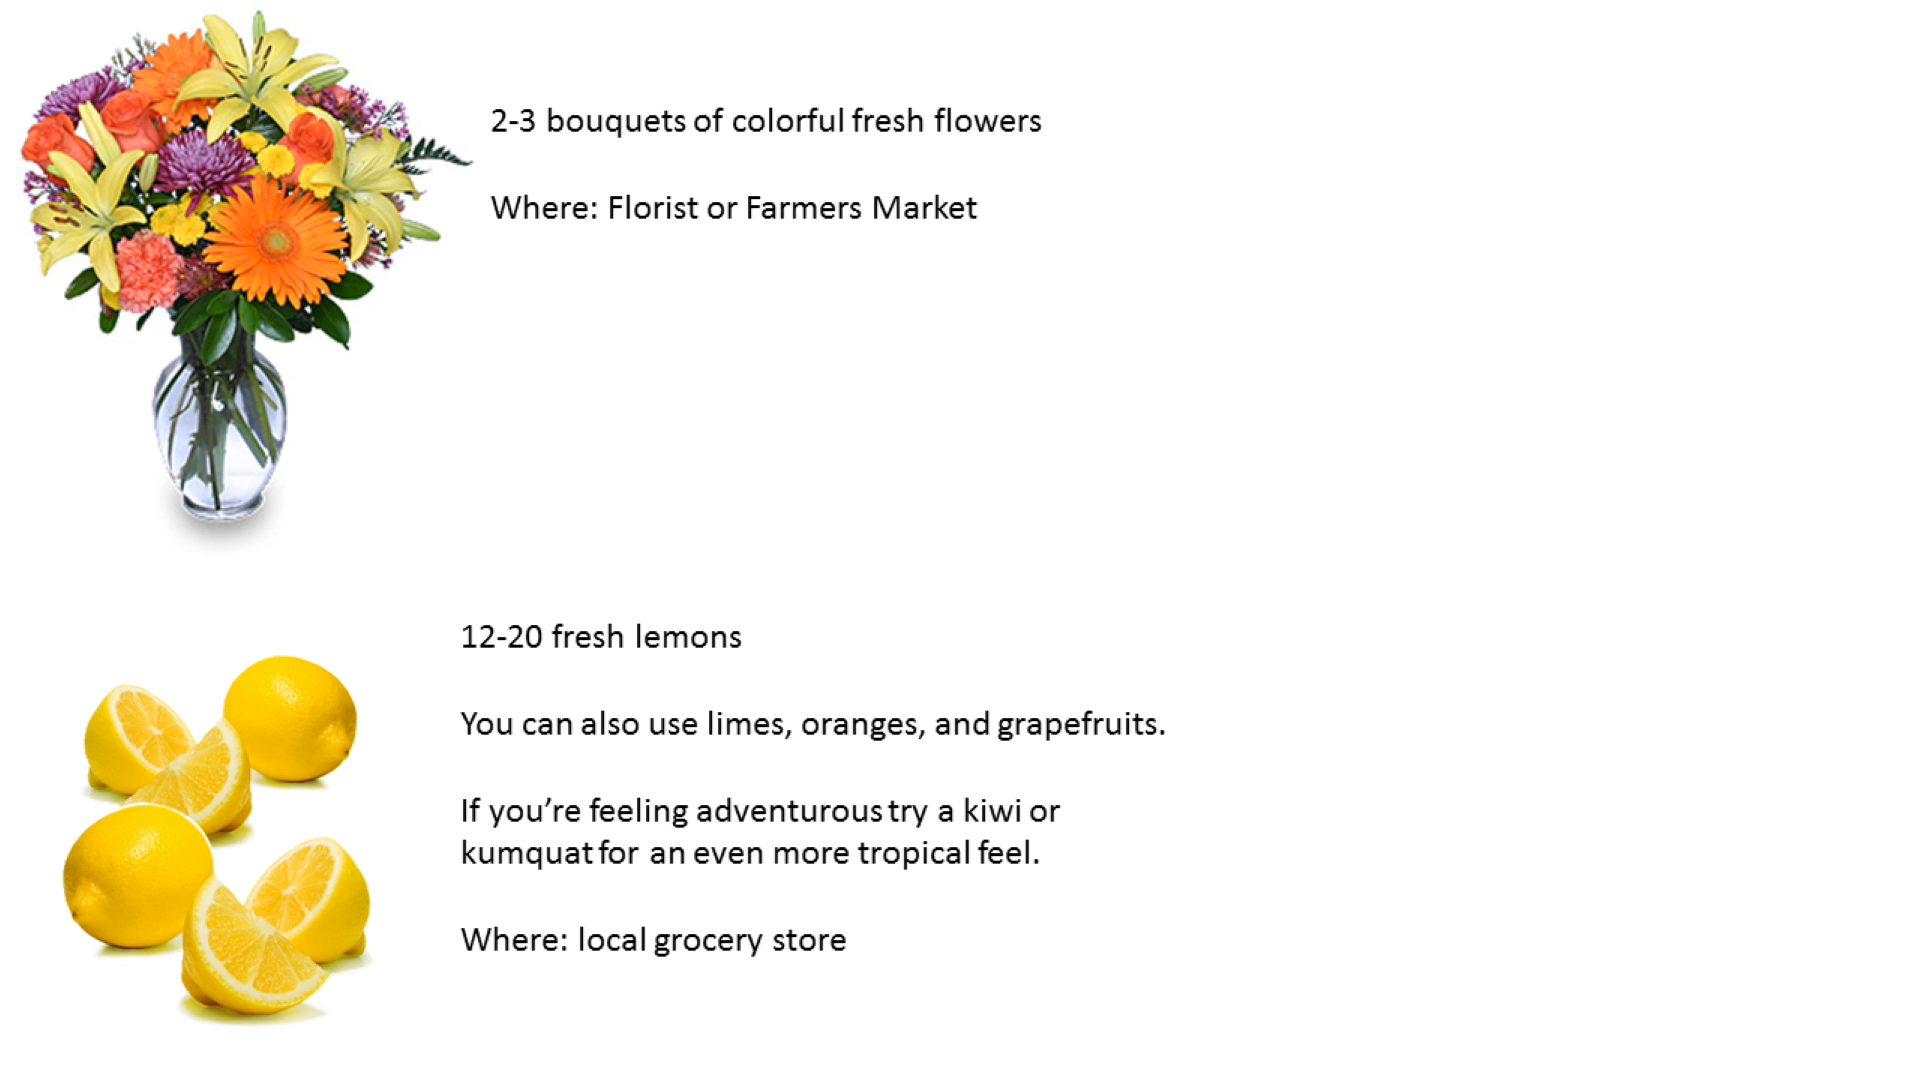 2-3 bouquets of colorful fresh flowers
Where: Florist or Farmers Market
12-20 fresh lemons
You can also use limes, oranges, and grapefruits.
If you’re feeling adventurous try a kiwi or
kumquat for an even more tropical feel.
Where: local grocery store